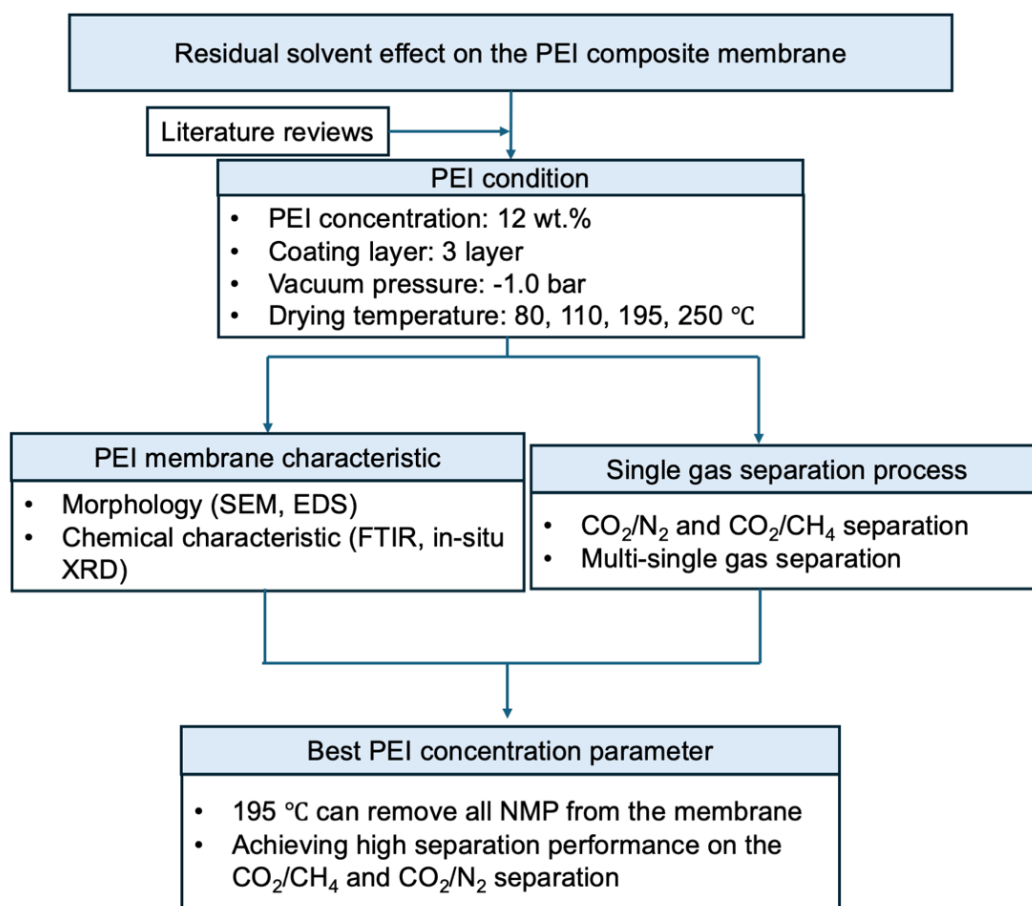 Residual solvent effect on the PEI composite membrane
Literature reviews
PEI condition
• PEI concentration: 12 wt.%
• Coating layer: 3 layer
• Vacuum pressure: -1.0 bar
• Drying temperature: 80, 110, 195, 250 ℃
PEI membrane characteristic
• Morphology (SEM, EDS)
• Chemical characteristic (FTIR, in-situ
XRD)
Single gas separation process
• CO₂/N₂ and CO₂/CH₄ separation
• Multi-single gas separation
Best PEI concentration parameter
• 195 ℃ can remove all NMP from the membrane
• Achieving high separation performance on the
CO₂/CH₄ and CO₂/N₂ separation